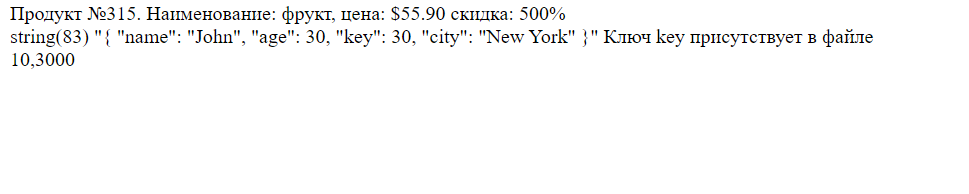 Продукт №315. Наименование: фрукт, цена: $55.90 скидка: 500%
string(83) "{ "name": "John", "age": 30, "key": 30, "city": "New York" }" Ключ key присутствует в файле
10,3000